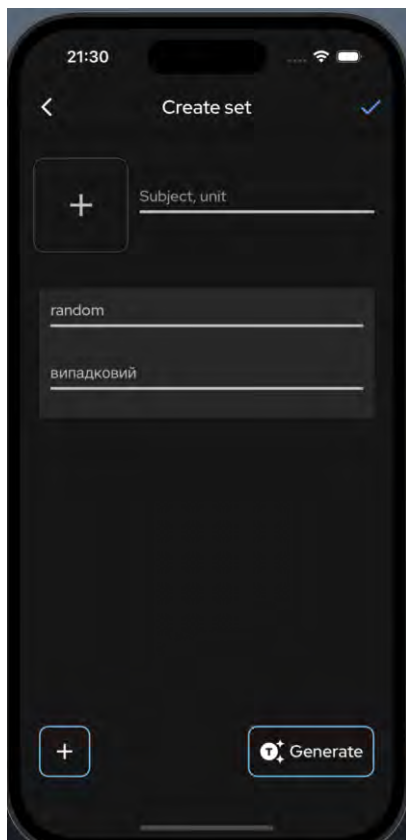 21:30
Create set
Subject, unit
random
випадковий
T Generate